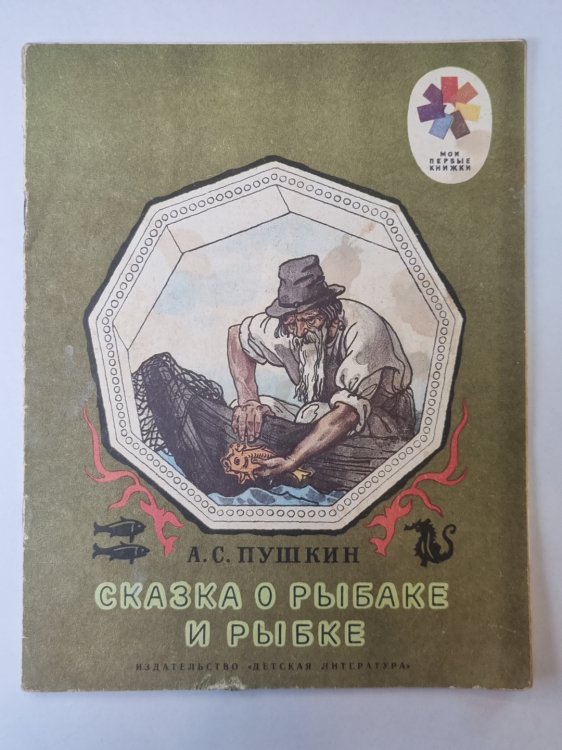 МОИ
ПЕРВЫЕ
КНИЖКИ
А.С. ПУШКИН
СКАЗКА О РЫБАКЕ
И РЫБКЕ
ИЗДАТЕЛЬСТВО «ДЕТСКАЯ ЛИТЕРАТУРА»